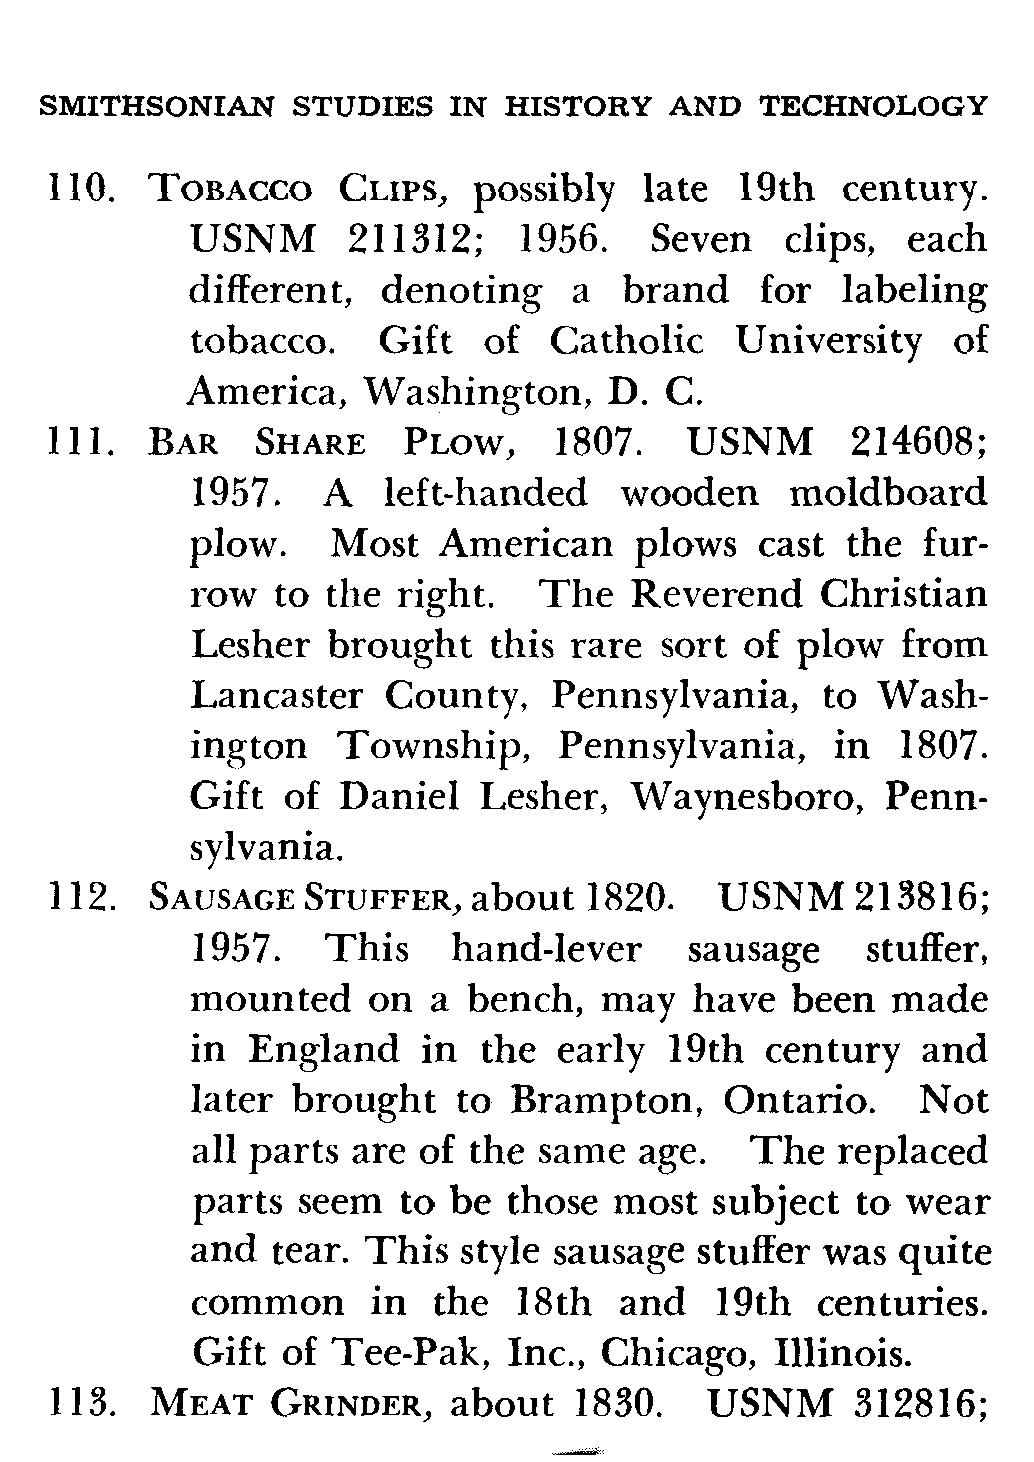 SMITHSONIAN STUDIES IN HISTORY AND TECHNOLOGY
110. TOBACCO CLIPS, possibly late 19th century.
USNM 211312; 1956. Seven clips, each
different, denoting a brand for labeling
tobacco. Gift of Catholic University of
America, Washington, D. C.
111. BAR SHARE PLOW, 1807. USNM 214608;
1957. A left-handed wooden moldboard
plow. Most American plows cast the fur-
row to the right. The Reverend Christian
Lesher brought this rare sort of plow from
Lancaster County, Pennsylvania, to Wash-
ington Township, Pennsylvania, in 1807.
Gift of Daniel Lesher, Waynesboro, Penn-
sylvania.
112. SAUSAGE STUFFER, about 1820. USNM 213816;
1957. This hand-lever sausage stuffer,
mounted on a bench, may have been made
in England in the early 19th century and
later brought to Brampton, Ontario. Not
all parts are of the same age. The replaced
parts seem to be those most subject to wear
and tear. This style sausage stuffer was quite
common in the 18th and 19th centuries.
Gift of Tee-Pak, Inc., Chicago, Illinois.
113. MEAT GRINDER, about 1830. USNM 312816;